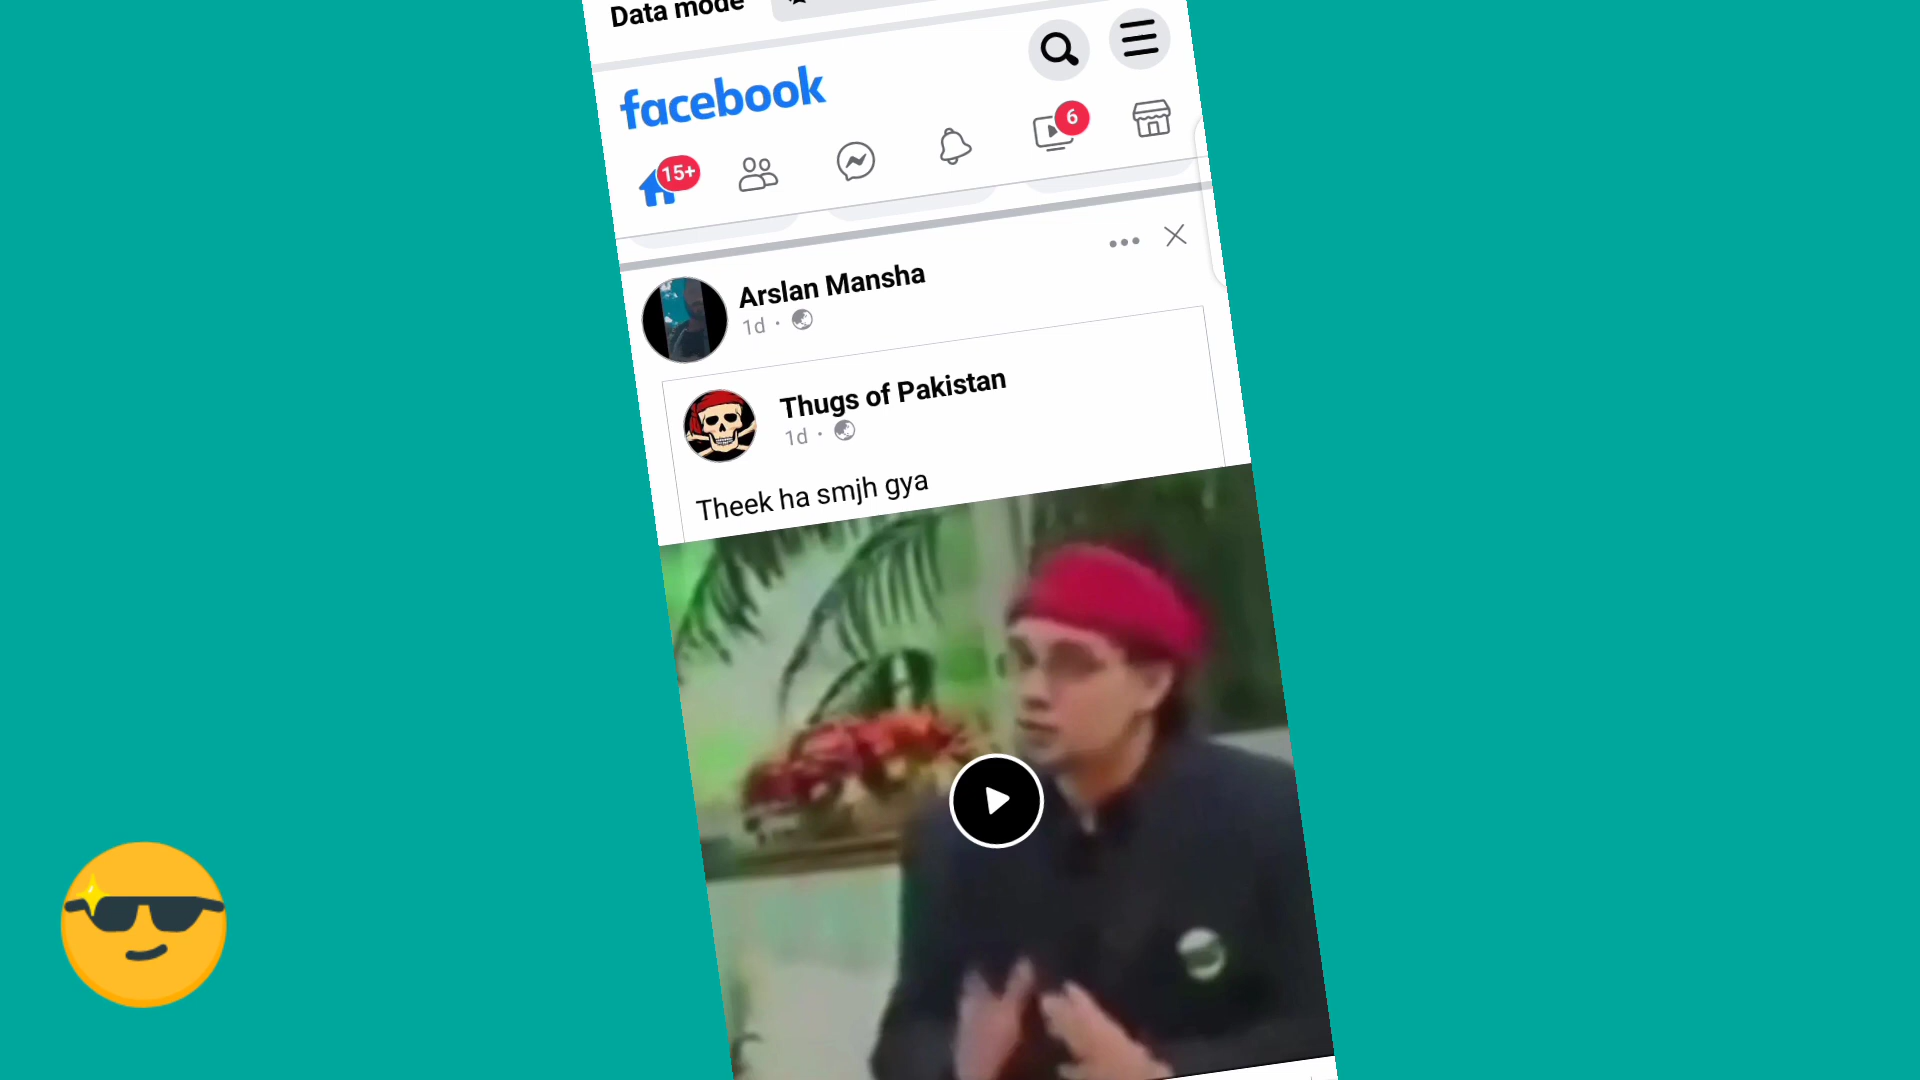 Data mode
facebook
15+
6
Arslan Mansha
1d ·
Thugs of Pakistan
1d ·
Theek ha smjh gya